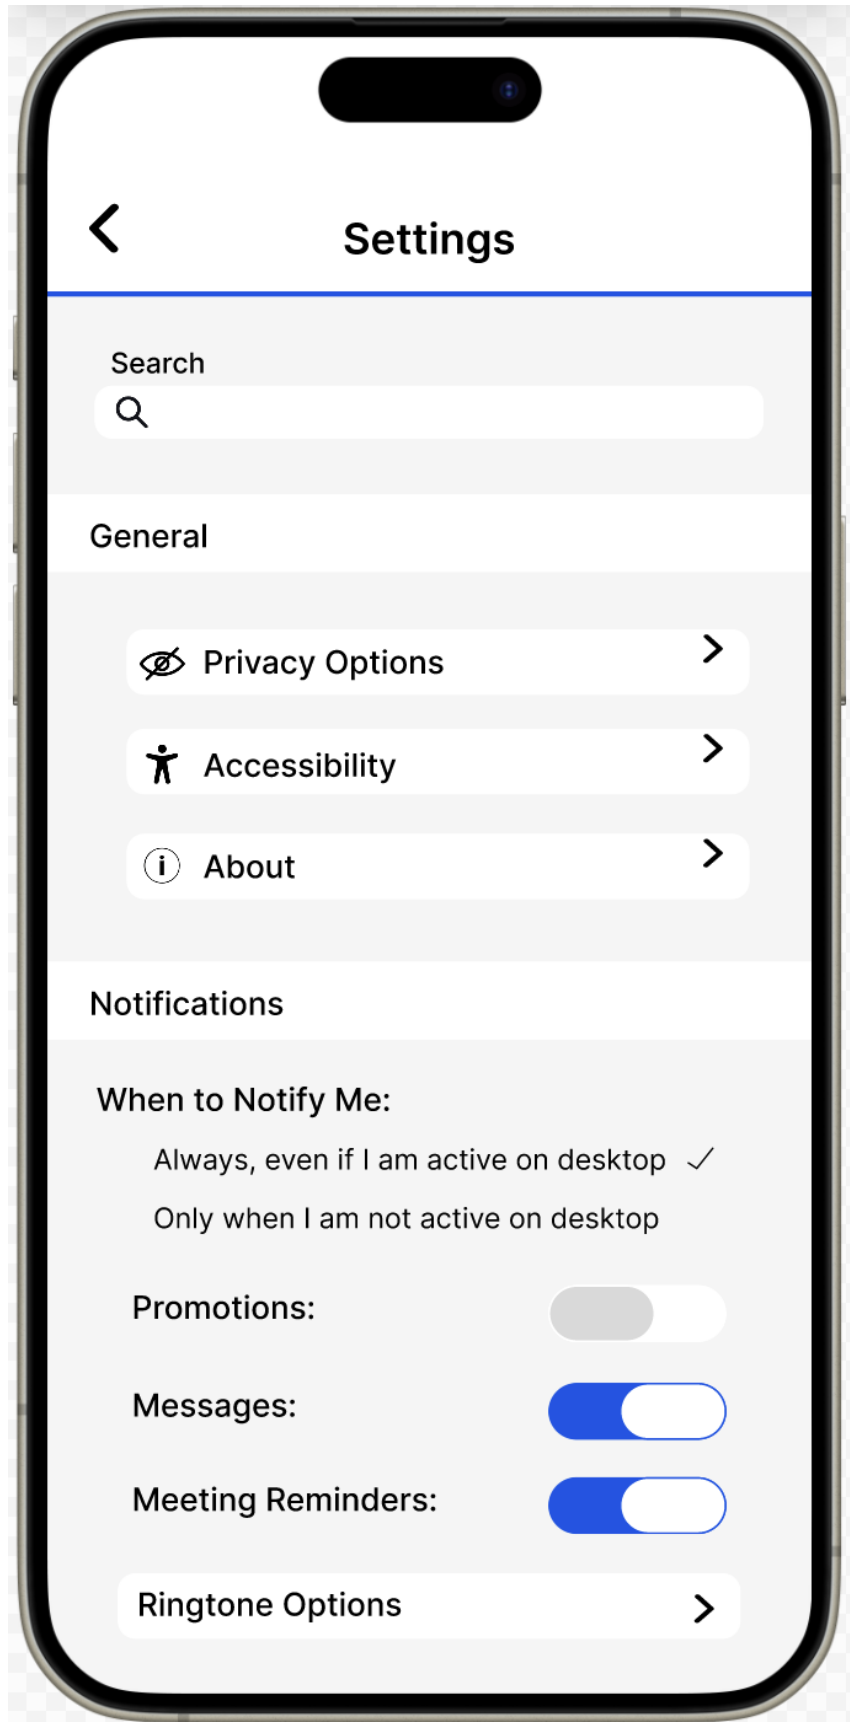 Settings
Search
General
Privacy Options
Accessibility
About
Notifications
When to Notify Me:
Always, even if I am active on desktop
Only when I am not active on desktop
Promotions:
Messages:
Meeting Reminders:
Ringtone Options